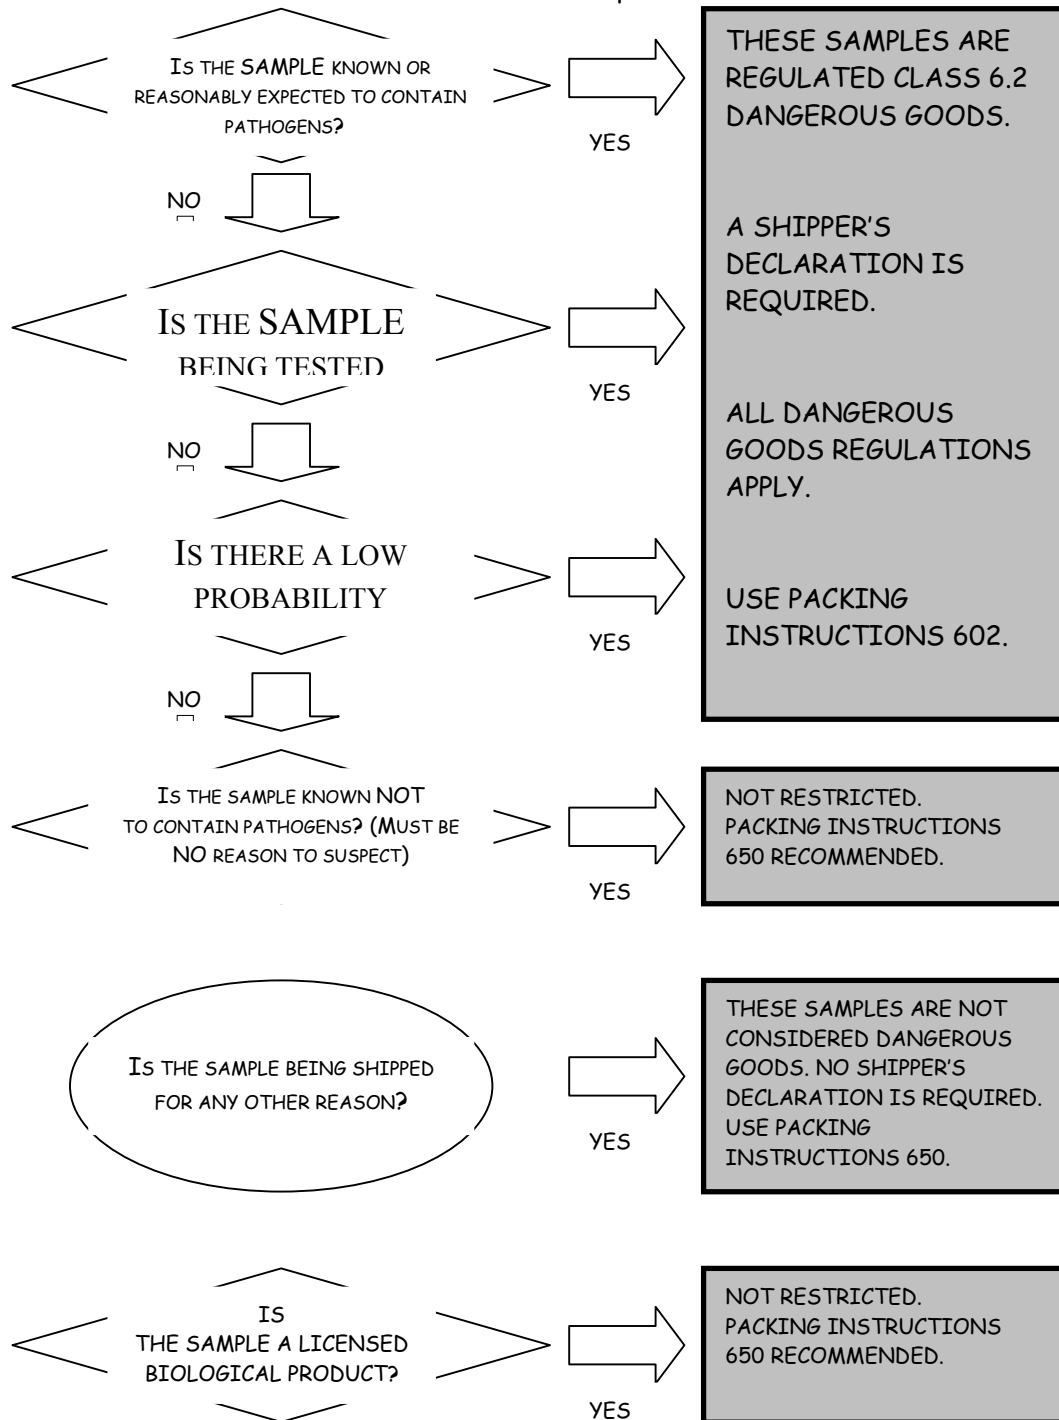 IS THE SAMPLE KNOWN OR
REASONABLY EXPECTED TO CONTAIN
PATHOGENS?
YES
NO
THESE SAMPLES ARE
REGULATED CLASS 6.2
DANGEROUS GOODS.
A SHIPPER'S
DECLARATION IS
REQUIRED.
ALL DANGEROUS
GOODS REGULATIONS
APPLY.
USE PACKING
INSTRUCTIONS 602.
IS THE SAMPLE
BEING TESTED
YES
NO
IS THERE A LOW
PROBABILITY
YES
NO
IS THE SAMPLE KNOWN NOT
TO CONTAIN PATHOGENS? (MUST BE
NO REASON TO SUSPECT)
YES
NOT RESTRICTED.
PACKING INSTRUCTIONS
650 RECOMMENDED.
IS THE SAMPLE BEING SHIPPED
FOR ANY OTHER REASON?
YES
THESE SAMPLES ARE NOT
CONSIDERED DANGEROUS
GOODS. NO SHIPPER'S
DECLARATION IS REQUIRED.
USE PACKING
INSTRUCTIONS 650.
IS
THE SAMPLE A LICENSED
BIOLOGICAL PRODUCT?
YES
NOT RESTRICTED.
PACKING INSTRUCTIONS
650 RECOMMENDED.